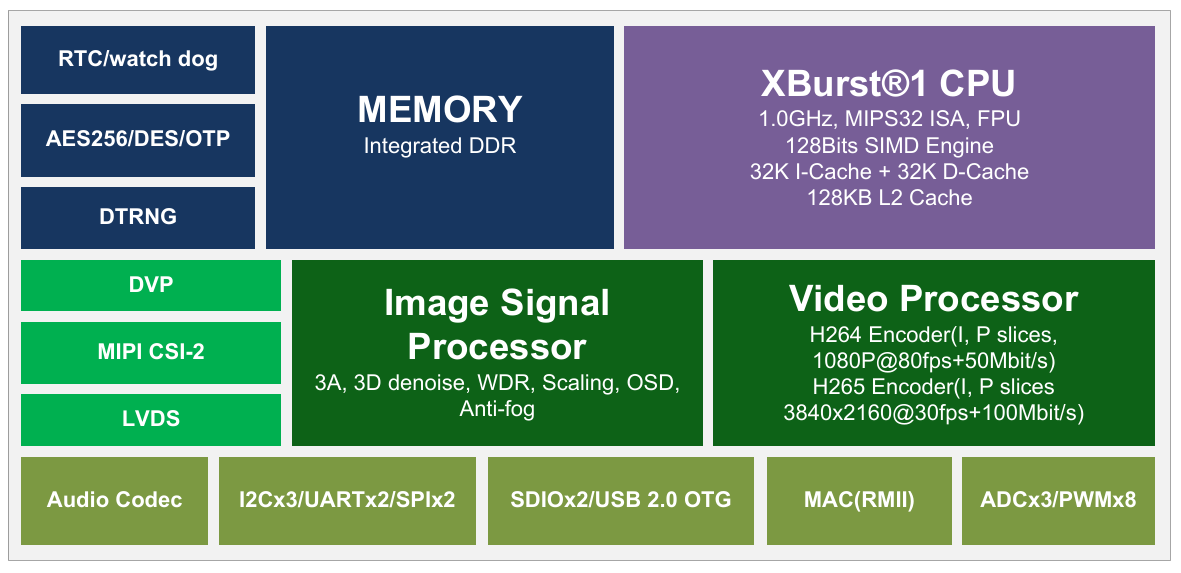 RTC/watch dog
AES256/DES/OTP
DTRNG
MEMORY
Integrated DDR
XBurst®1 CPU
1.0GHz, MIPS32 ISA, FPU
128Bits SIMD Engine
32K I-Cache + 32K D-Cache
128KB L2 Cache
DVP
MIPI CSI-2
LVDS
Image Signal
Processor
3A, 3D denoise, WDR, Scaling, OSD,
Anti-fog
Video Processor
H264 Encoder(I, P slices,
1080P@80fps+50Mbit/s)
H265 Encoder(I, P slices
3840x2160@30fps+100Mbit/s)
Audio Codec
I2Cx3/UARTx2/SPIx2
SDIOx2/USB 2.0 OTG
MAC(RMII)
ADCx3/PWMx8